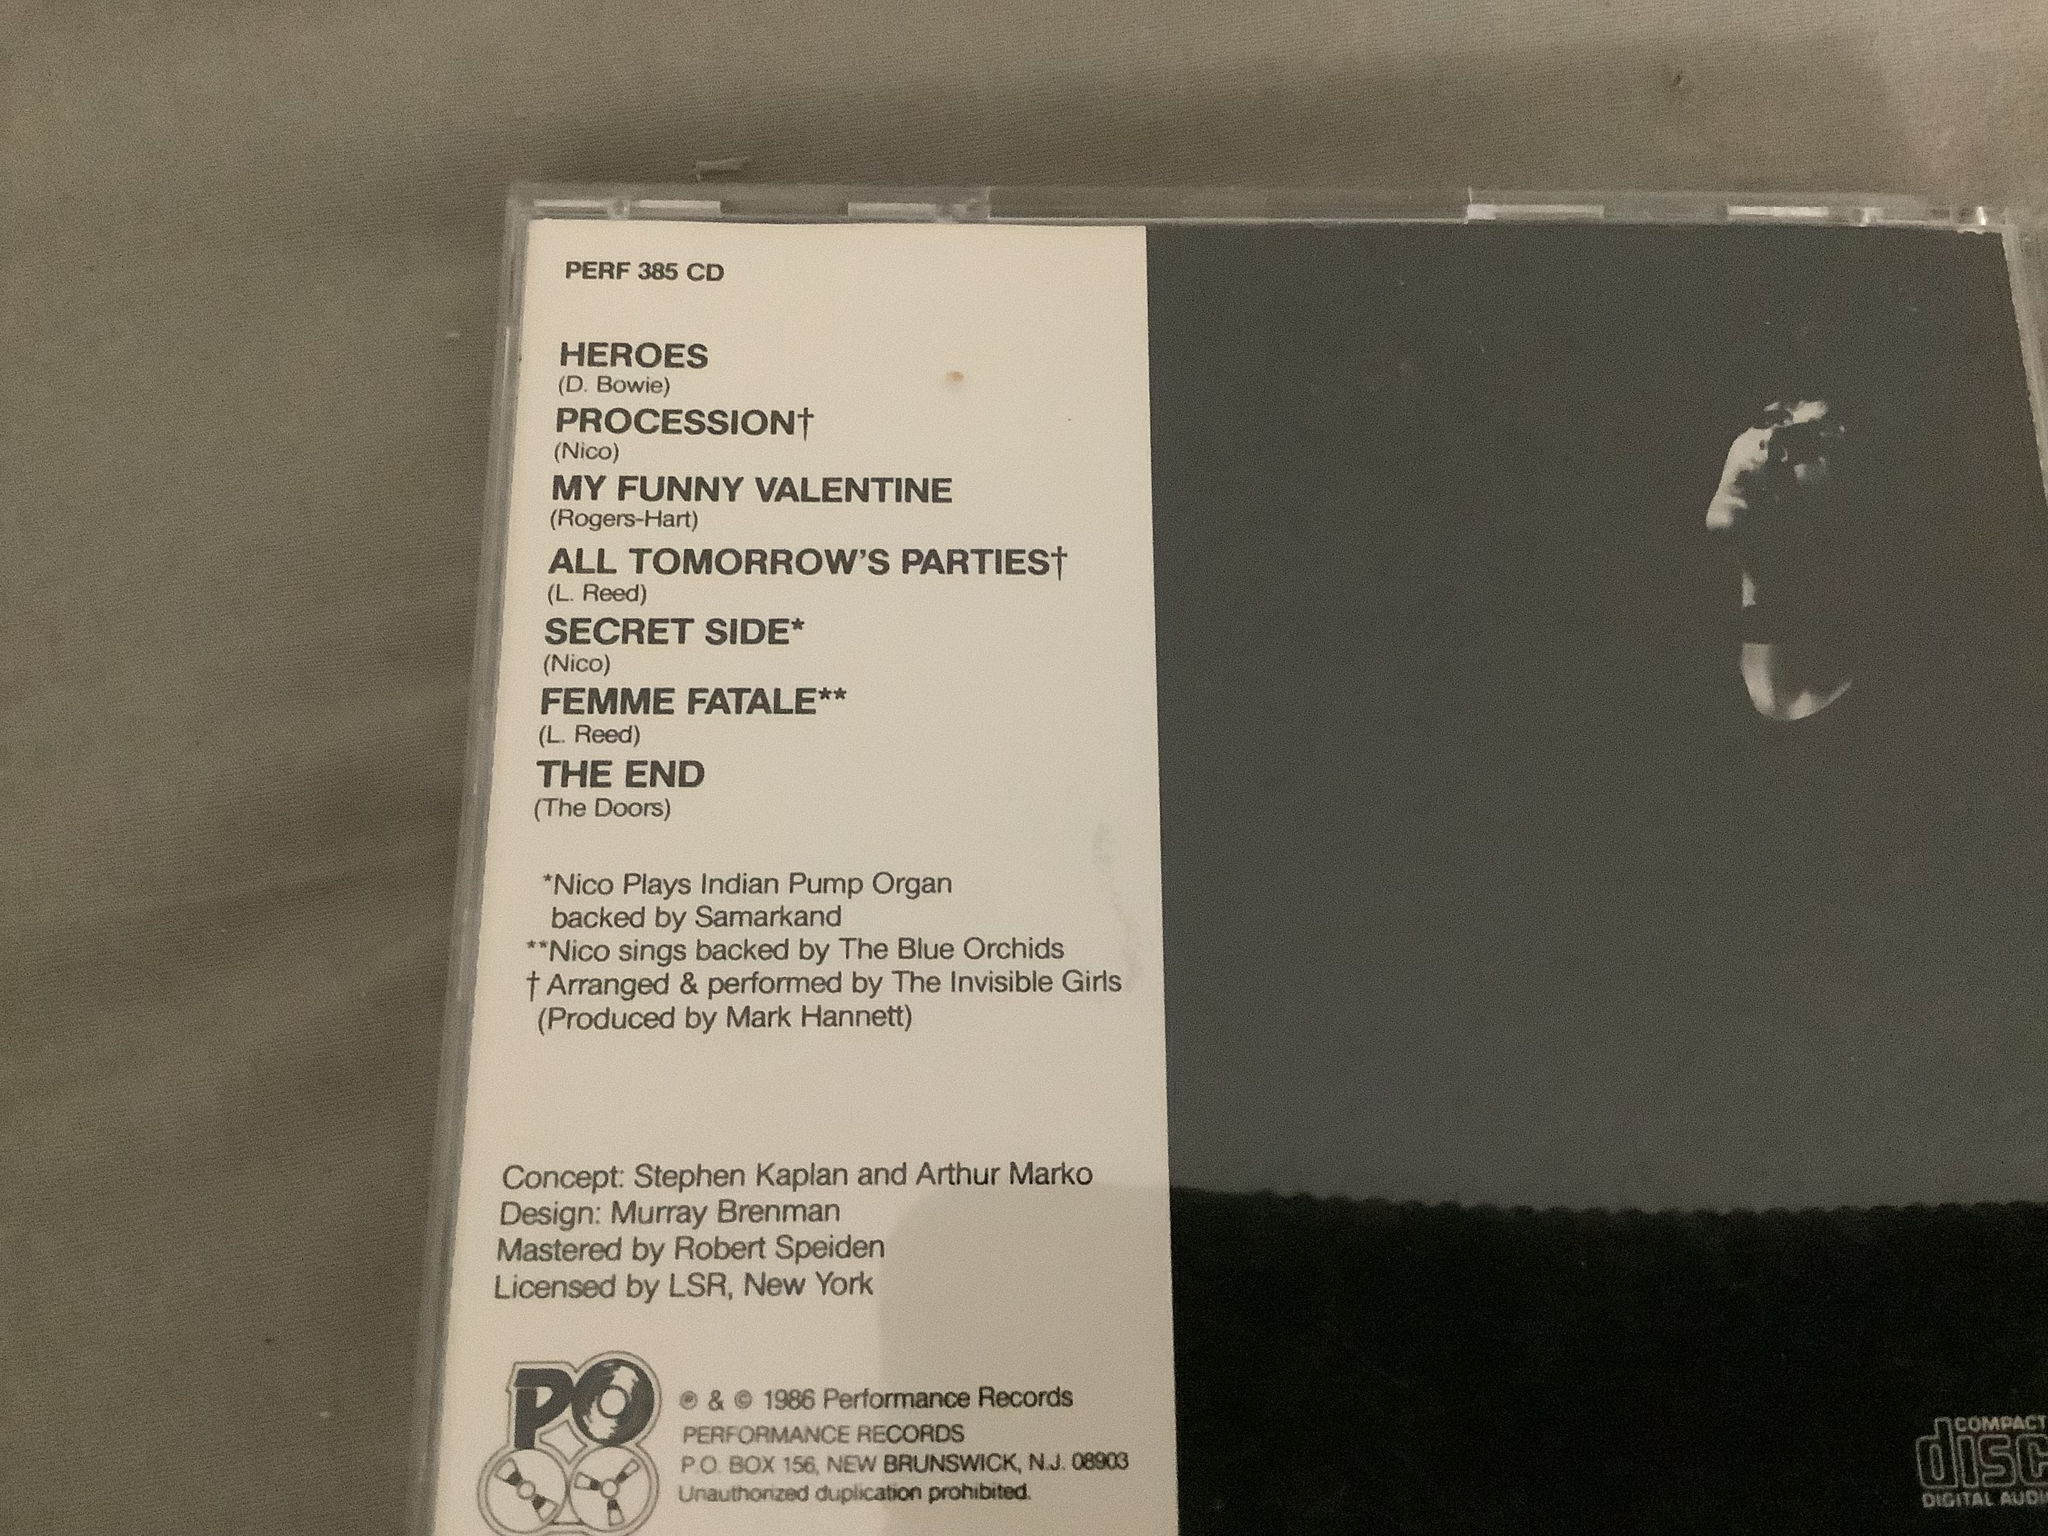 PERF 385 CD
HEROES
(D. Bowie)
PROCESSION†
(Nico)
MY FUNNY VALENTINE
(Rogers-Hart)
ALL TOMORROW'S PARTIES†
(L. Reed)
SECRET SIDE*
(Nico)
FEMME FATALE**
(L. Reed)
THE END
(The Doors)
*Nico Plays Indian Pump Organ
backed by Samarkand
**Nico sings backed by The Blue Orchids
† Arranged & performed by The Invisible Girls
(Produced by Mark Hannett)
Concept: Stephen Kaplan and Arthur Marko
Design: Murray Brenman
Mastered by Robert Speiden
Licensed by LSR, New York
P
℗ & © 1986 Performance Records
PERFORMANCE RECORDS
P.O. BOX 156, NEW BRUNSWICK, N.J. 08903
Unauthorized duplication prohibited.
COMPACT
disc
DIGITAL AUDI